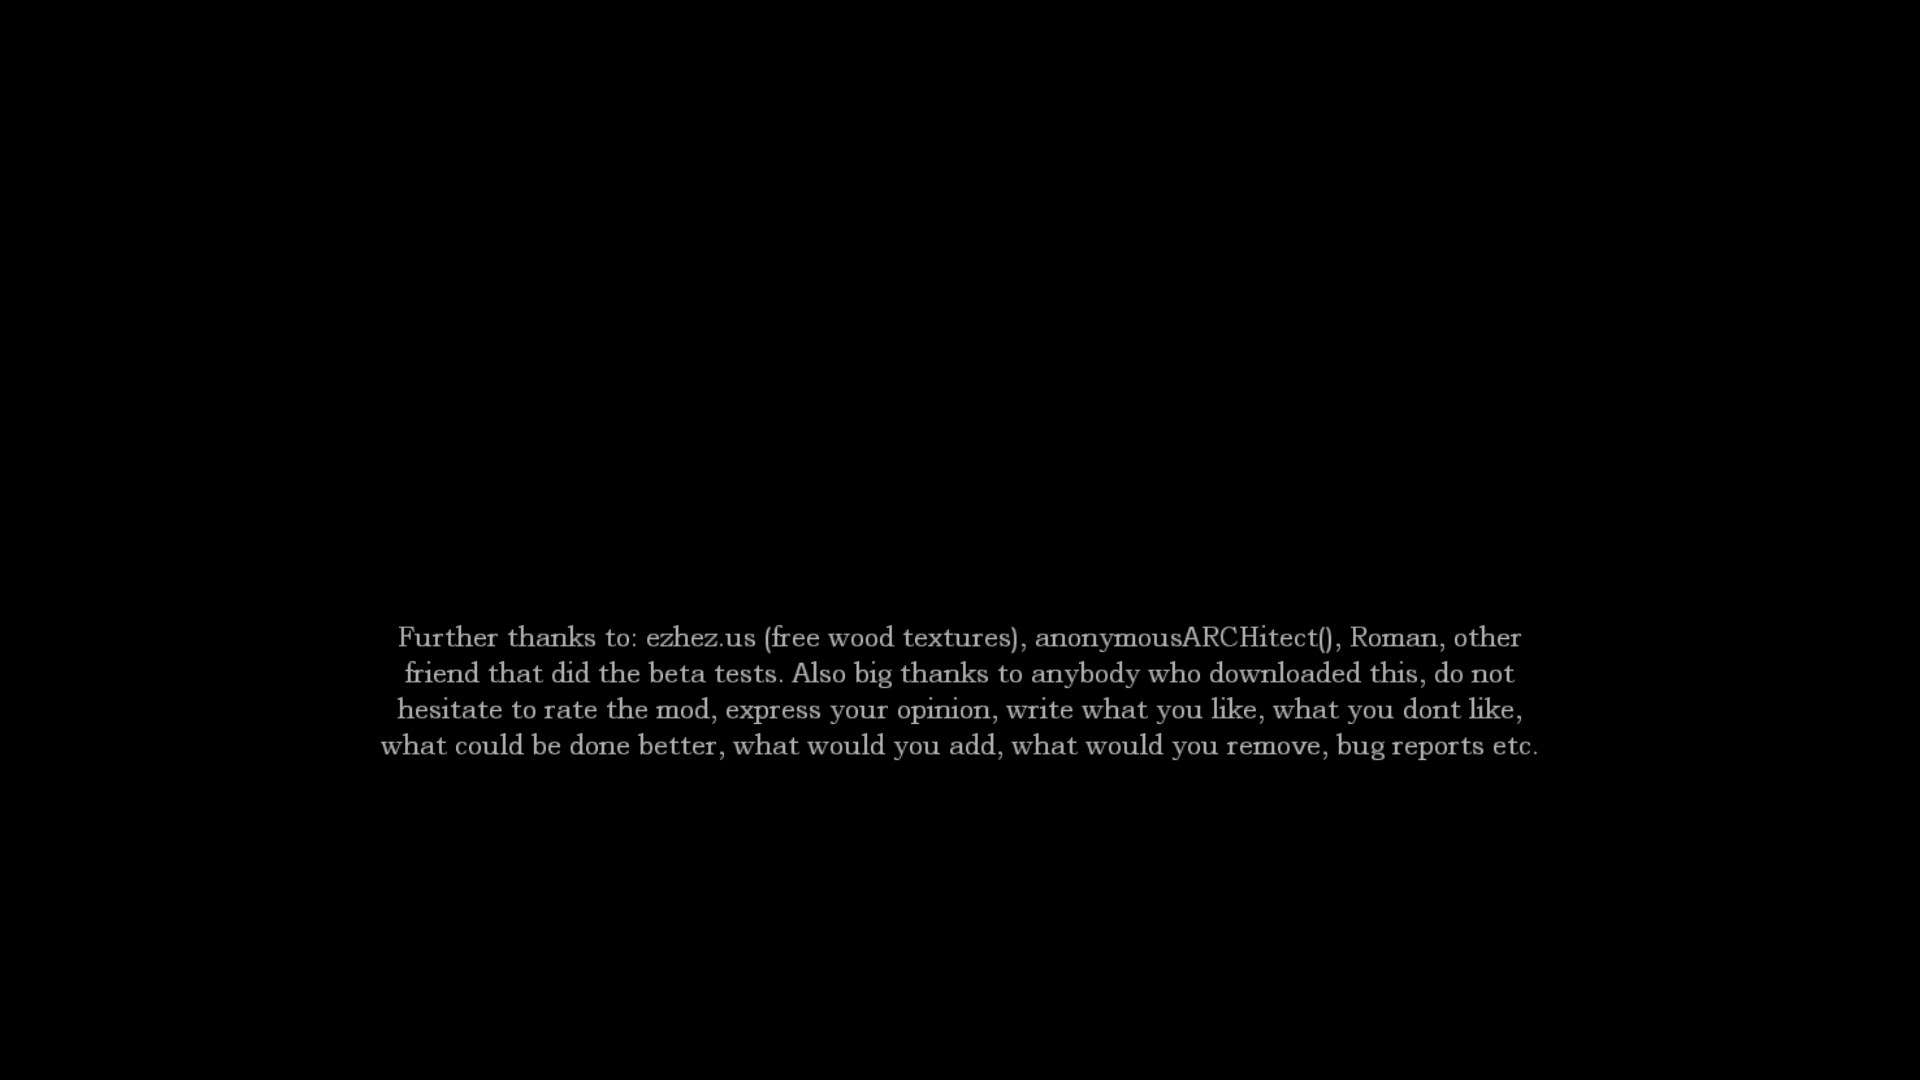 Further thanks to: ezhez.us (free wood textures), anonymousARCHitect(), Roman, other
friend that did the beta tests. Also big thanks to anybody who downloaded this, do not
hesitate to rate the mod, express your opinion, write what you like, what you dont like,
what could be done better, what would you add, what would you remove, bug reports etc.